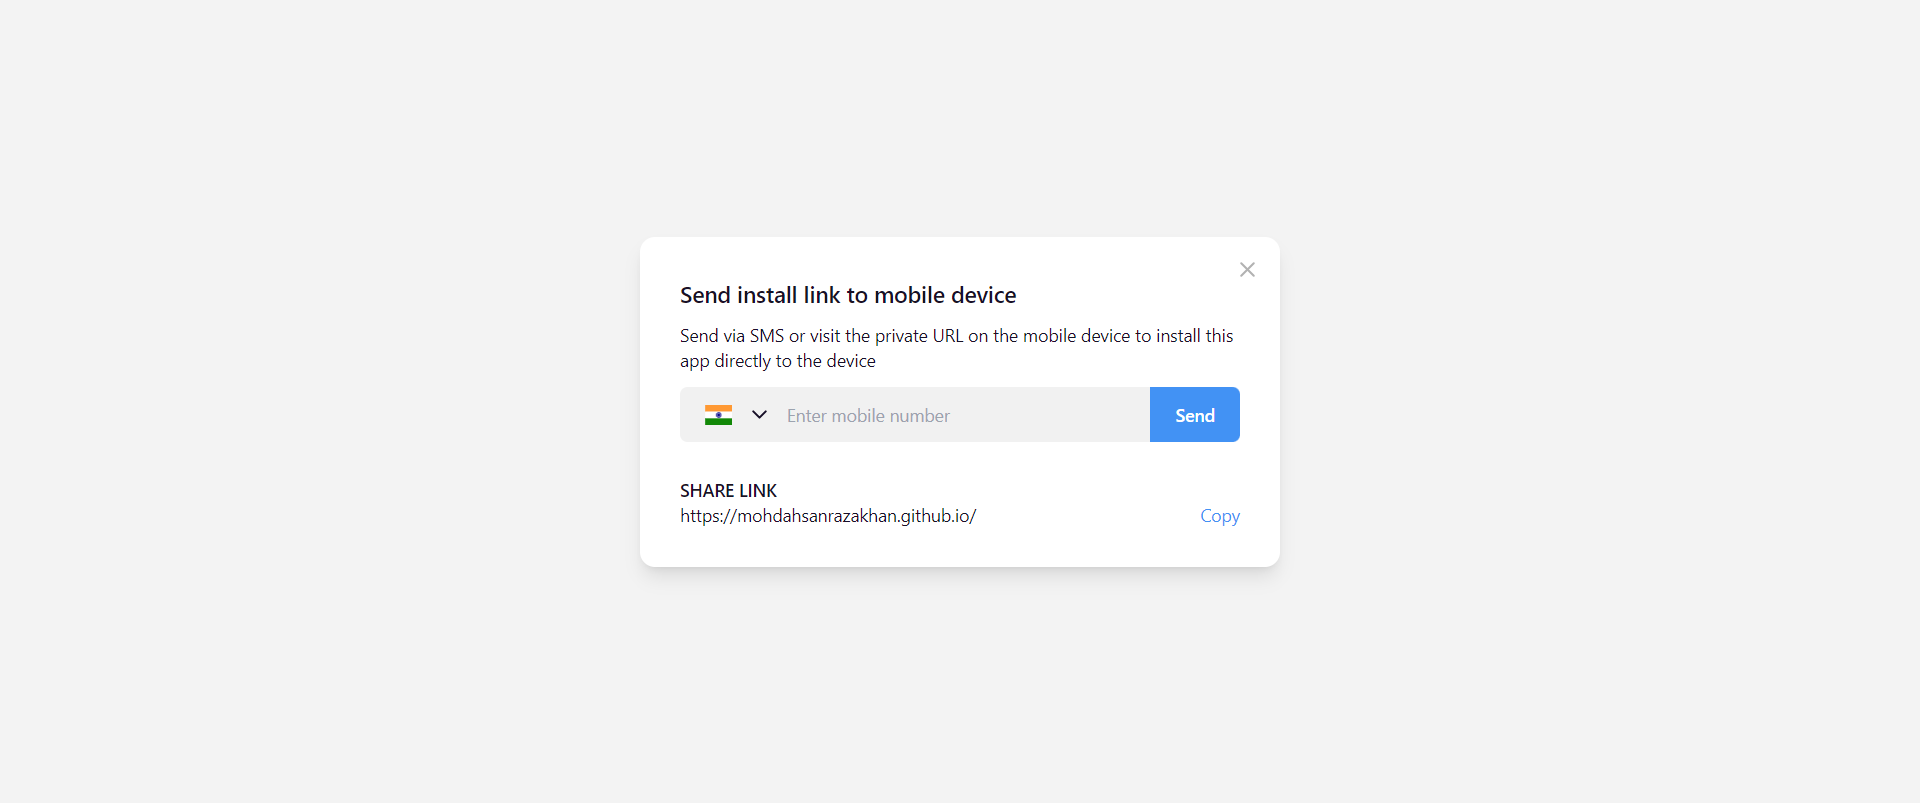 Send install link to mobile device
Send via SMS or visit the private URL on the mobile device to install this
app directly to the device
Enter mobile number
Send
SHARE LINK
https://mohdahsanrazakhan.github.io/
Copy